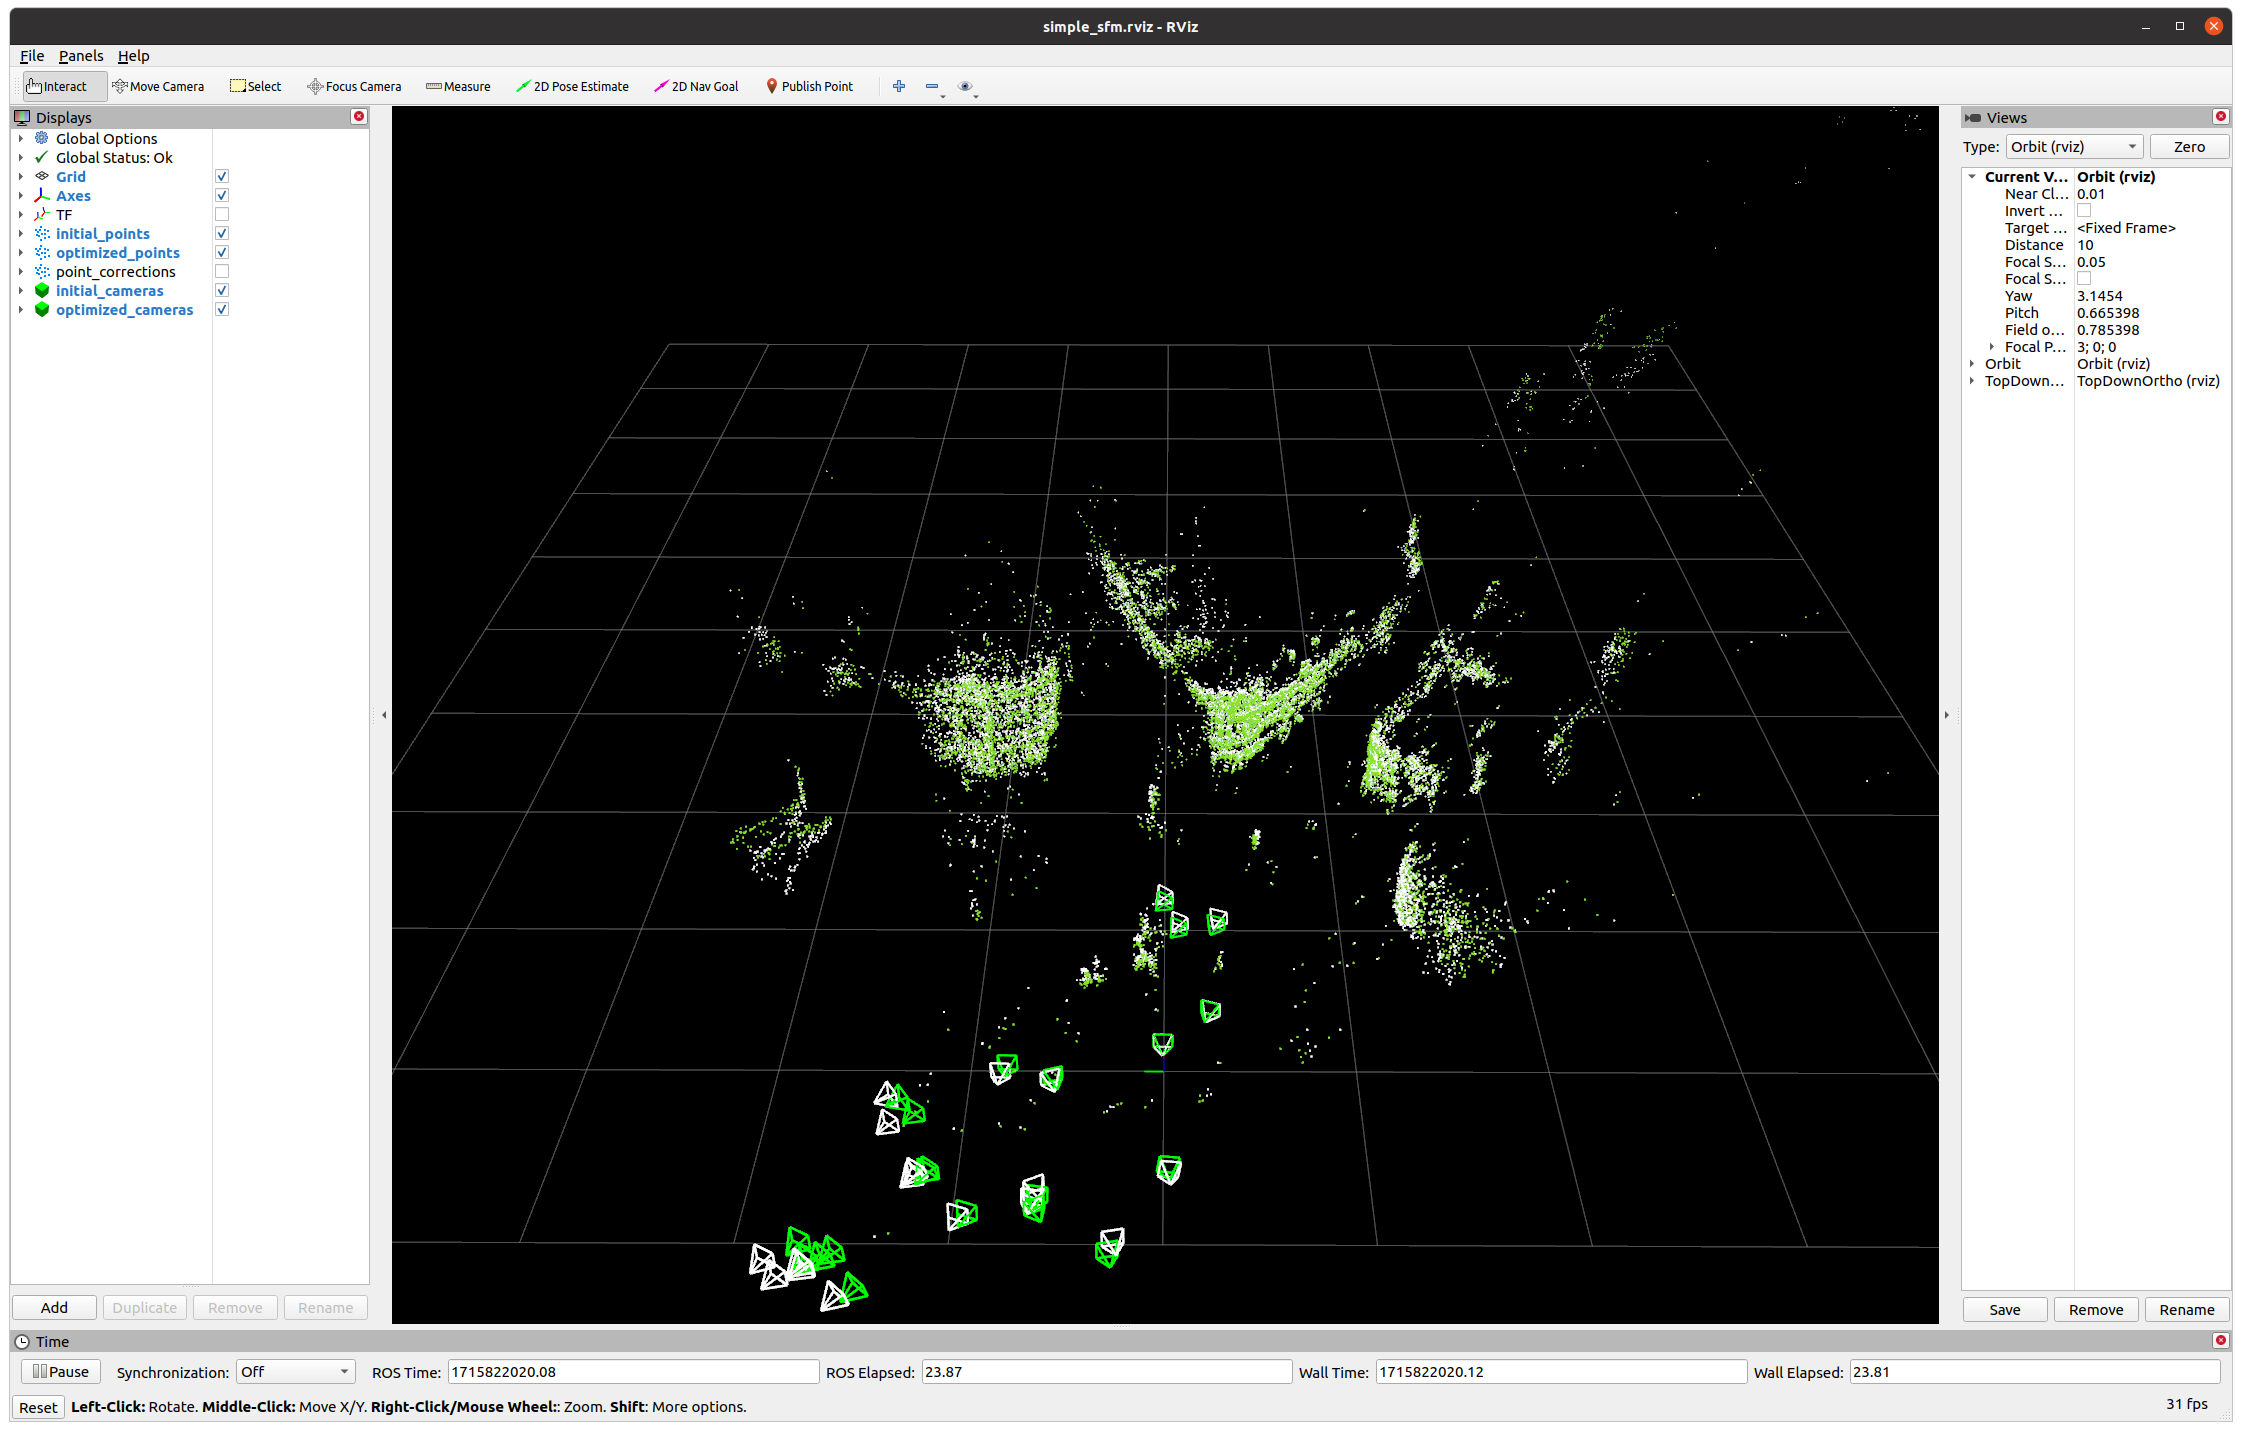 simple_sfm.rviz - RViz
File Panels Help
Interact Move Camera Select Focus Camera Measure 2D Pose Estimate 2D Nav Goal Publish Point
Displays
Global Options
Global Status: Ok
Grid
Axes
TF
initial_points
optimized_points
point_corrections
initial_cameras
optimized_cameras
Add Duplicate Remove Rename
Views
Type: Orbit (rviz) Zero
Current V... Orbit (rviz)
Near Cl... 0.01
Invert ...
Target ... <Fixed Frame>
Distance 10
Focal S... 0.05
Focal S...
Yaw 3.1454
Pitch 0.665398
Field o... 0.785398
Focal P... 3; 0; 0
Orbit Orbit (rviz)
TopDown... TopDownOrtho (rviz)
Save Remove Rename
Time
Pause Synchronization: Off ROS Time: 1715822020.08 ROS Elapsed: 23.87 Wall Time: 1715822020.12 Wall Elapsed: 23.81
Reset Left-Click: Rotate. Middle-Click: Move X/Y. Right-Click/Mouse Wheel:: Zoom. Shift: More options. 31 fps